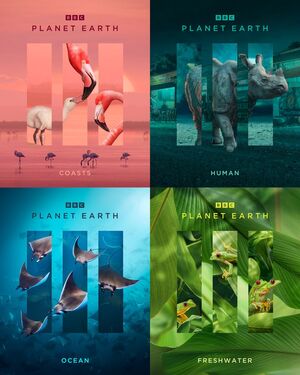 BBC
PLANET EARTH
COASTS
BBC
PLANET EARTH
HUMAN
BBC
PLANET EARTH
OCEAN
BBC
PLANET EARTH
FRESHWATER